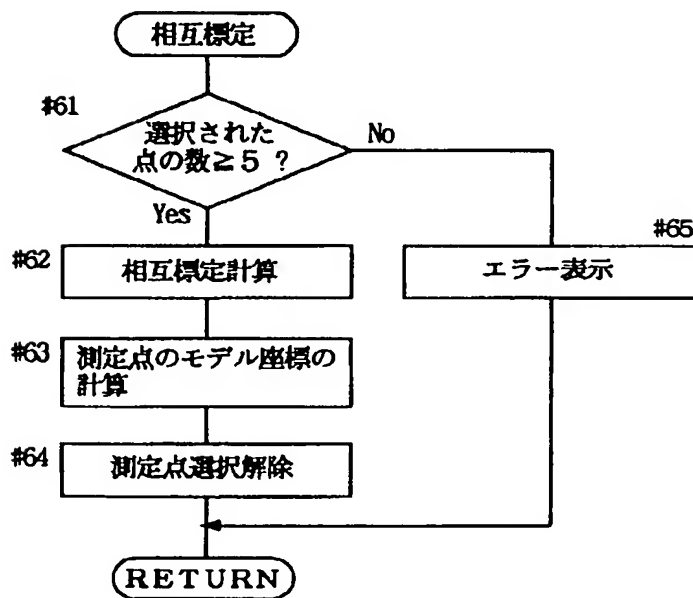 相互標定
#61
選択された
点の数≧5 ?
No
Yes
#65
#62
相互標定計算
エラー表示
#63
測定点のモデル座標の
計算
#64
測定点選択解除
RETURN